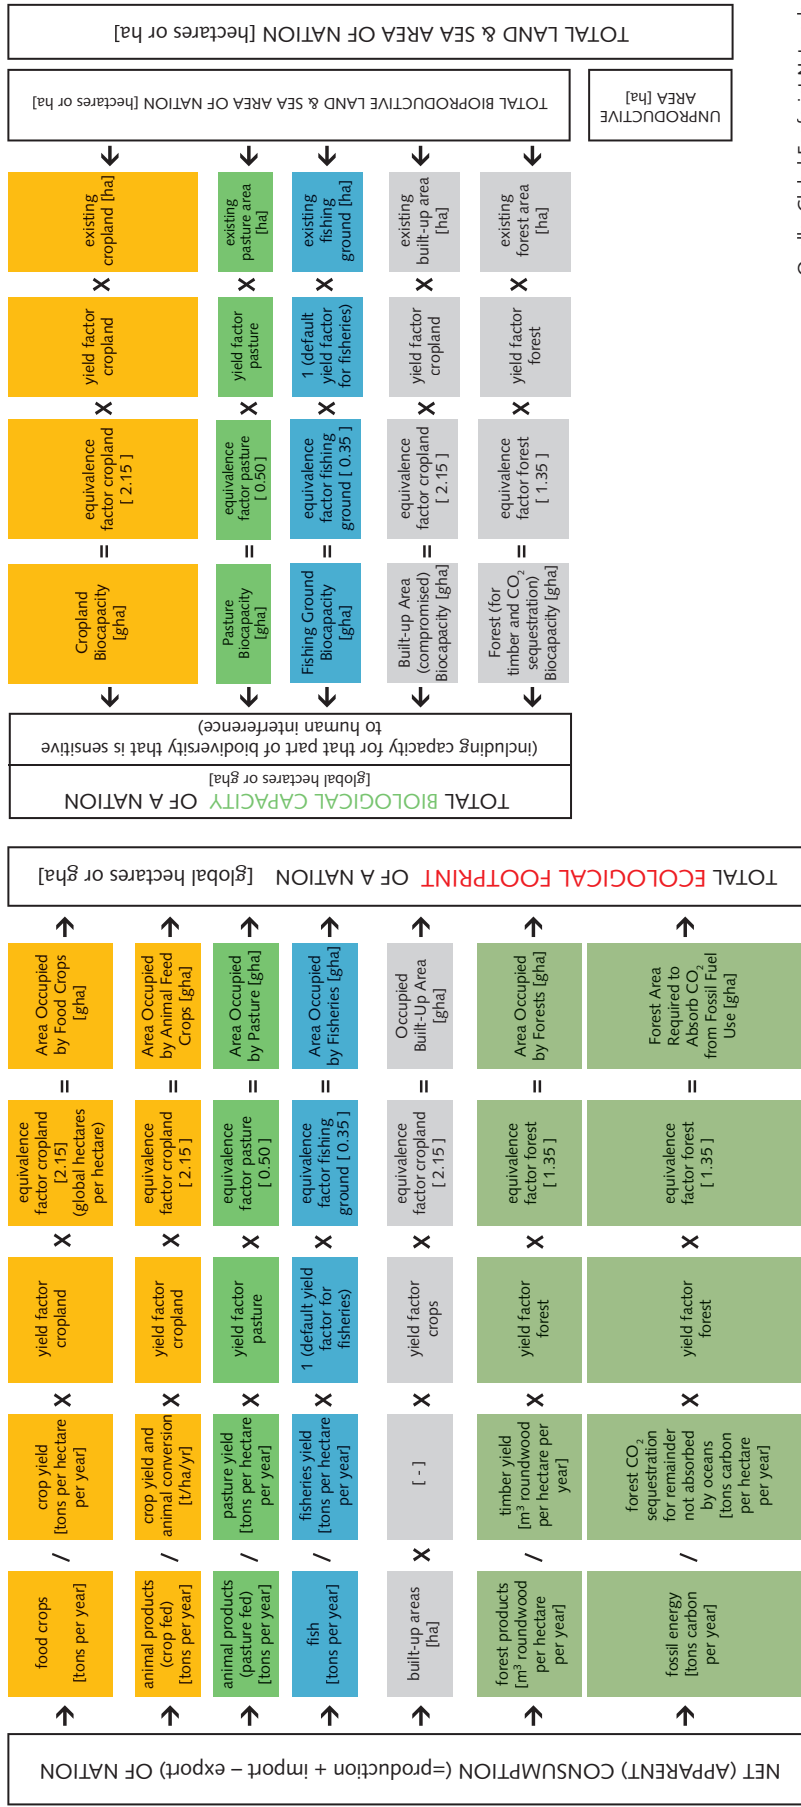 NET (APPARENT) CONSUMPTION (=production + import – export) OF NATION
food crops
[tons per year]
/
crop yield
[tons per hectare
per year]
X
yield factor
cropland
X
equivalence
factor cropland
[2.15]
(global hectares
per hectare)
=
Area Occupied
by Food Crops
[gha]
animal products
(crop fed)
[tons per year]
/
crop yield and
animal conversion
[t/ha/yr]
X
yield factor
cropland
X
equivalence
factor cropland
[ 2.15 ]
=
Area Occupied
by Animal Feed
Crops [gha]
animal products
(pasture fed)
[tons per year]
/
pasture yield
[tons per hectare
per year]
X
yield factor
pasture
X
equivalence
factor pasture
[ 0.50 ]
=
Area Occupied
by Pasture [gha]
fish
[tons per year]
/
fisheries yield
[tons per hectare
per year]
X
1 (default yield
factor for
fisheries)
X
equivalence
factor fishing
ground [ 0.35 ]
=
Area Occupied
by Fisheries [gha]
built-up areas
[ha]
X
[ - ]
X
yield factor
crops
X
equivalence
factor cropland
[ 2.15 ]
=
Occupied
Built-Up Area
[gha]
forest products
[m³ roundwood
per hectare
per year]
/
timber yield
[m³ roundwood
per hectare per
year]
X
yield factor
forest
X
equivalence
factor forest
[ 1.35 ]
=
Area Occupied
by Forests [gha]
fossil energy
[tons carbon
per year]
/
forest CO₂
sequestration
for remainder
not absorbed
by oceans
[tons carbon
per hectare
per year]
X
yield factor
forest
X
equivalence
factor forest
[ 1.35 ]
=
Forest Area
Required to
Absorb CO₂
from Fossil Fuel
Use [gha]
TOTAL ECOLOGICAL FOOTPRINT OF A NATION [global hectares or gha]
TOTAL BIOLOGICAL CAPACITY OF A NATION
[global hectares or gha]
(including capacity for that part of biodiversity that is sensitive
to human interference)
Cropland
Biocapacity
[gha]
=
equivalence
factor cropland
[ 2.15 ]
X
yield factor
cropland
X
existing
cropland [ha]
Pasture
Biocapacity
[gha]
=
equivalence
factor pasture
[ 0.50 ]
X
yield factor
pasture
X
existing
pasture area
[ha]
Fishing Ground
Biocapacity
[gha]
=
equivalence
factor fishing
ground [ 0.35 ]
X
1 (default
yield factor
for fisheries)
X
existing
fishing
ground [ha]
Built-up Area
(compromised)
Biocapacity [gha]
=
equivalence
factor cropland
[ 2.15 ]
X
yield factor
cropland
X
existing
built-up area
[ha]
Forest (for
timber and CO₂
sequestration)
Biocapacity [gha]
=
equivalence
factor forest
[ 1.35 ]
X
yield factor
forest
X
existing
forest area
[ha]
TOTAL BIOPRODUCTIVE LAND & SEA AREA OF NATION [hectares or ha]
UNPRODUCTIVE
AREA [ha]
TOTAL LAND & SEA AREA OF NATION [hectares or ha]